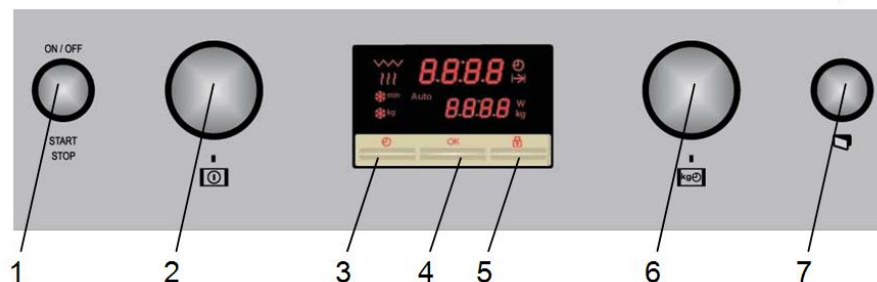 ON / OFF
START
STOP
8.8.8.8
min
Auto
kg
8.8.8.8
W
kg
OK
kg
1
2
3
4
5
6
7